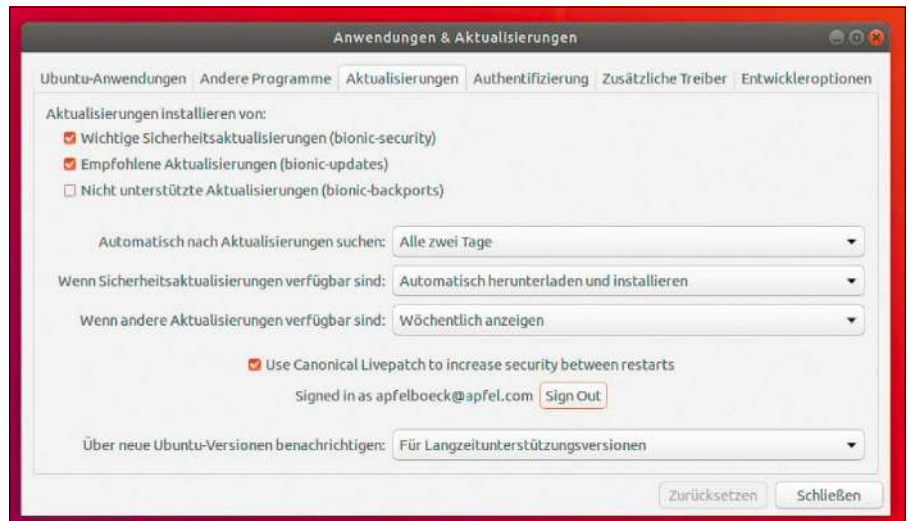 Anwendungen & Aktualisierungen
Ubuntu-Anwendungen Andere Programme Aktualisierungen Authentifizierung Zusätzliche Treiber Entwickleroptionen
Aktualisierungen installieren von:
Wichtige Sicherheitsaktualisierungen (bionic-security)
Empfohlene Aktualisierungen (bionic-updates)
Nicht unterstützte Aktualisierungen (bionic-backports)
Automatisch nach Aktualisierungen suchen: Alle zwei Tage
Wenn Sicherheitsaktualisierungen verfügbar sind: Automatisch herunterladen und installieren
Wenn andere Aktualisierungen verfügbar sind: Wöchentlich anzeigen
Use Canonical Livepatch to increase security between restarts
Signed in as apfelboeck@apfel.com Sign Out
Über neue Ubuntu-Versionen benachrichtigen: Für Langzeitunterstützungsversionen
Zurücksetzen Schließen